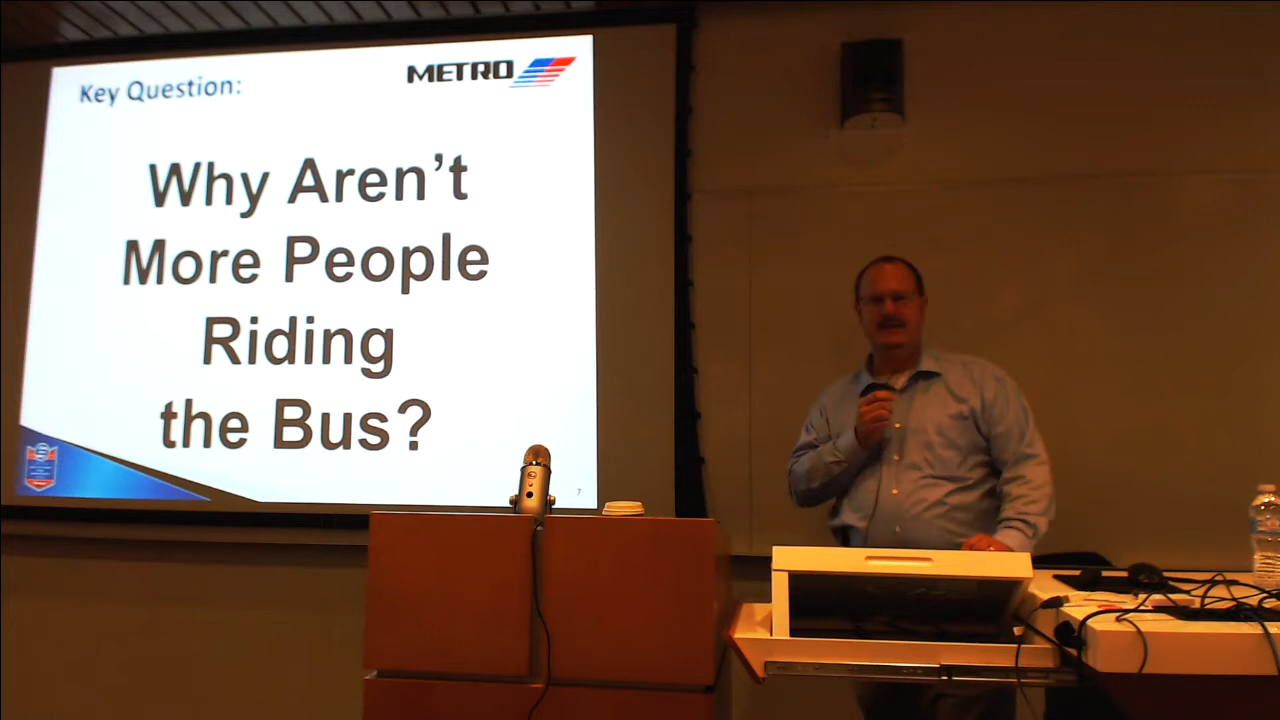 Key Question:
METRO
Why Aren't
More People
Riding
the Bus?
7